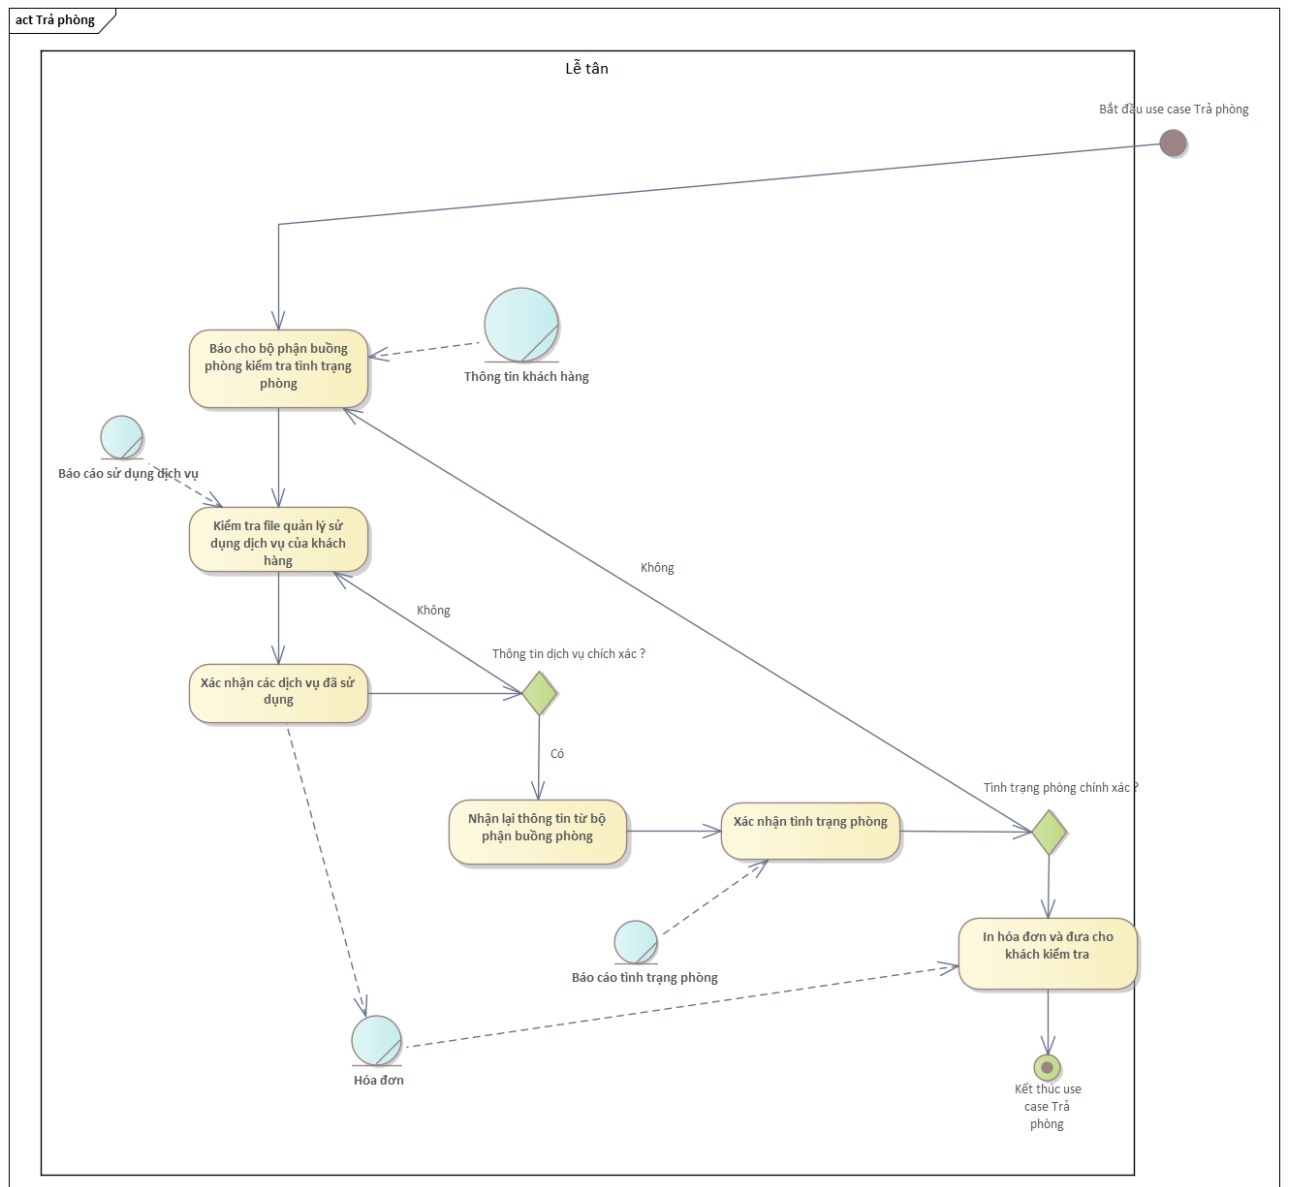 act Trả phòng
Lễ tân
Bắt đầu use case Trả phòng
Báo cho bộ phận buồng
phòng kiểm tra tình trạng
phòng
Thông tin khách hàng
Báo cáo sử dụng dịch vụ
Kiểm tra file quản lý sử
dụng dịch vụ của khách
hàng
Không
Không
Thông tin dịch vụ chích xác ?
Xác nhận các dịch vụ đã sử
dụng
Có
Tình trạng phòng chính xác ?
Nhận lại thông tin từ bộ
phận buồng phòng
Xác nhận tình trạng phòng
In hóa đơn và đưa cho
khách kiểm tra
Báo cáo tình trạng phòng
Hóa đơn
Kết thúc use
case Trả
phòng